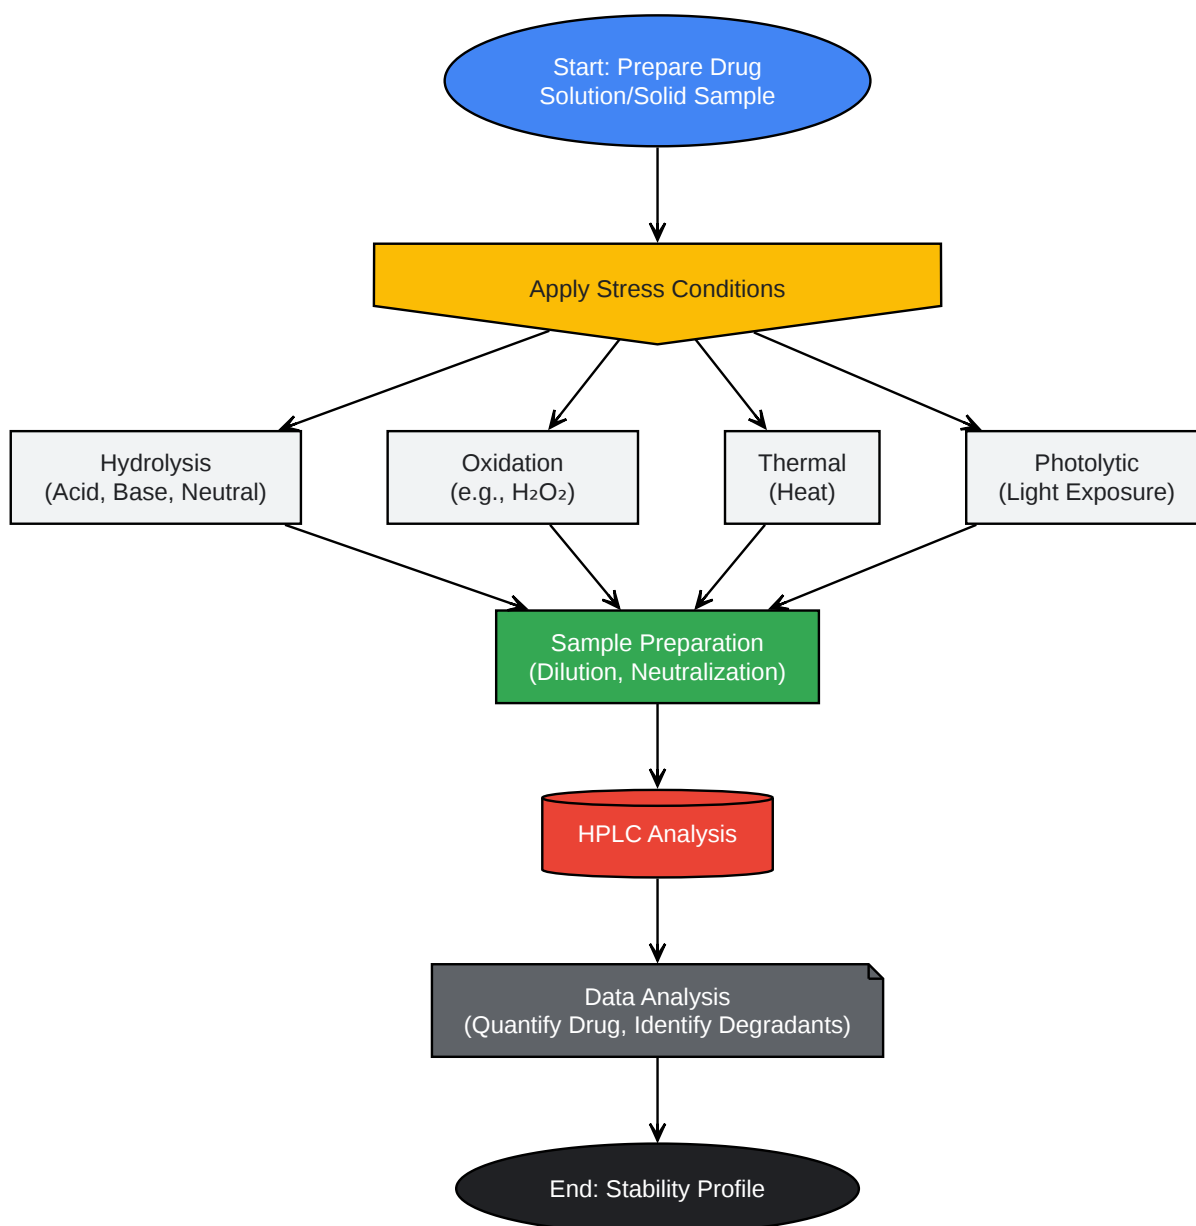 Start: Prepare Drug
Solution/Solid Sample
Apply Stress Conditions
Hydrolysis
(Acid, Base, Neutral)
Oxidation
(e.g., H₂O₂)
Thermal
(Heat)
Photolytic
(Light Exposure)
Sample Preparation
(Dilution, Neutralization)
HPLC Analysis
Data Analysis
(Quantify Drug, Identify Degradants)
End: Stability Profile